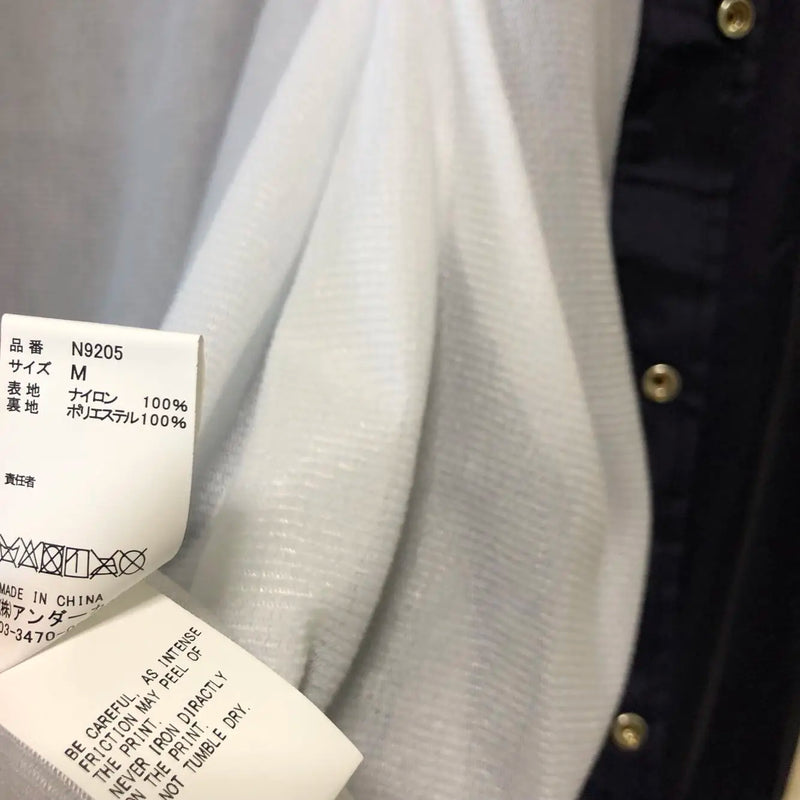 品番 N9205
サイズ M
表地 ナイロン 100%
裏地 ポリエステル100%
責任者
MADE IN CHINA
(株)アンダー
03-3470-
BE CAREFUL, AS INTENSE
FRICTION MAY PEEL OF
THE PRINT.
NEVER IRON DIRACTLY
ON THE PRINT.
NOT TUMBLE DRY.